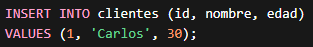 INSERT INTO clientes (id, nombre, edad)
VALUES (1, 'Carlos', 30);